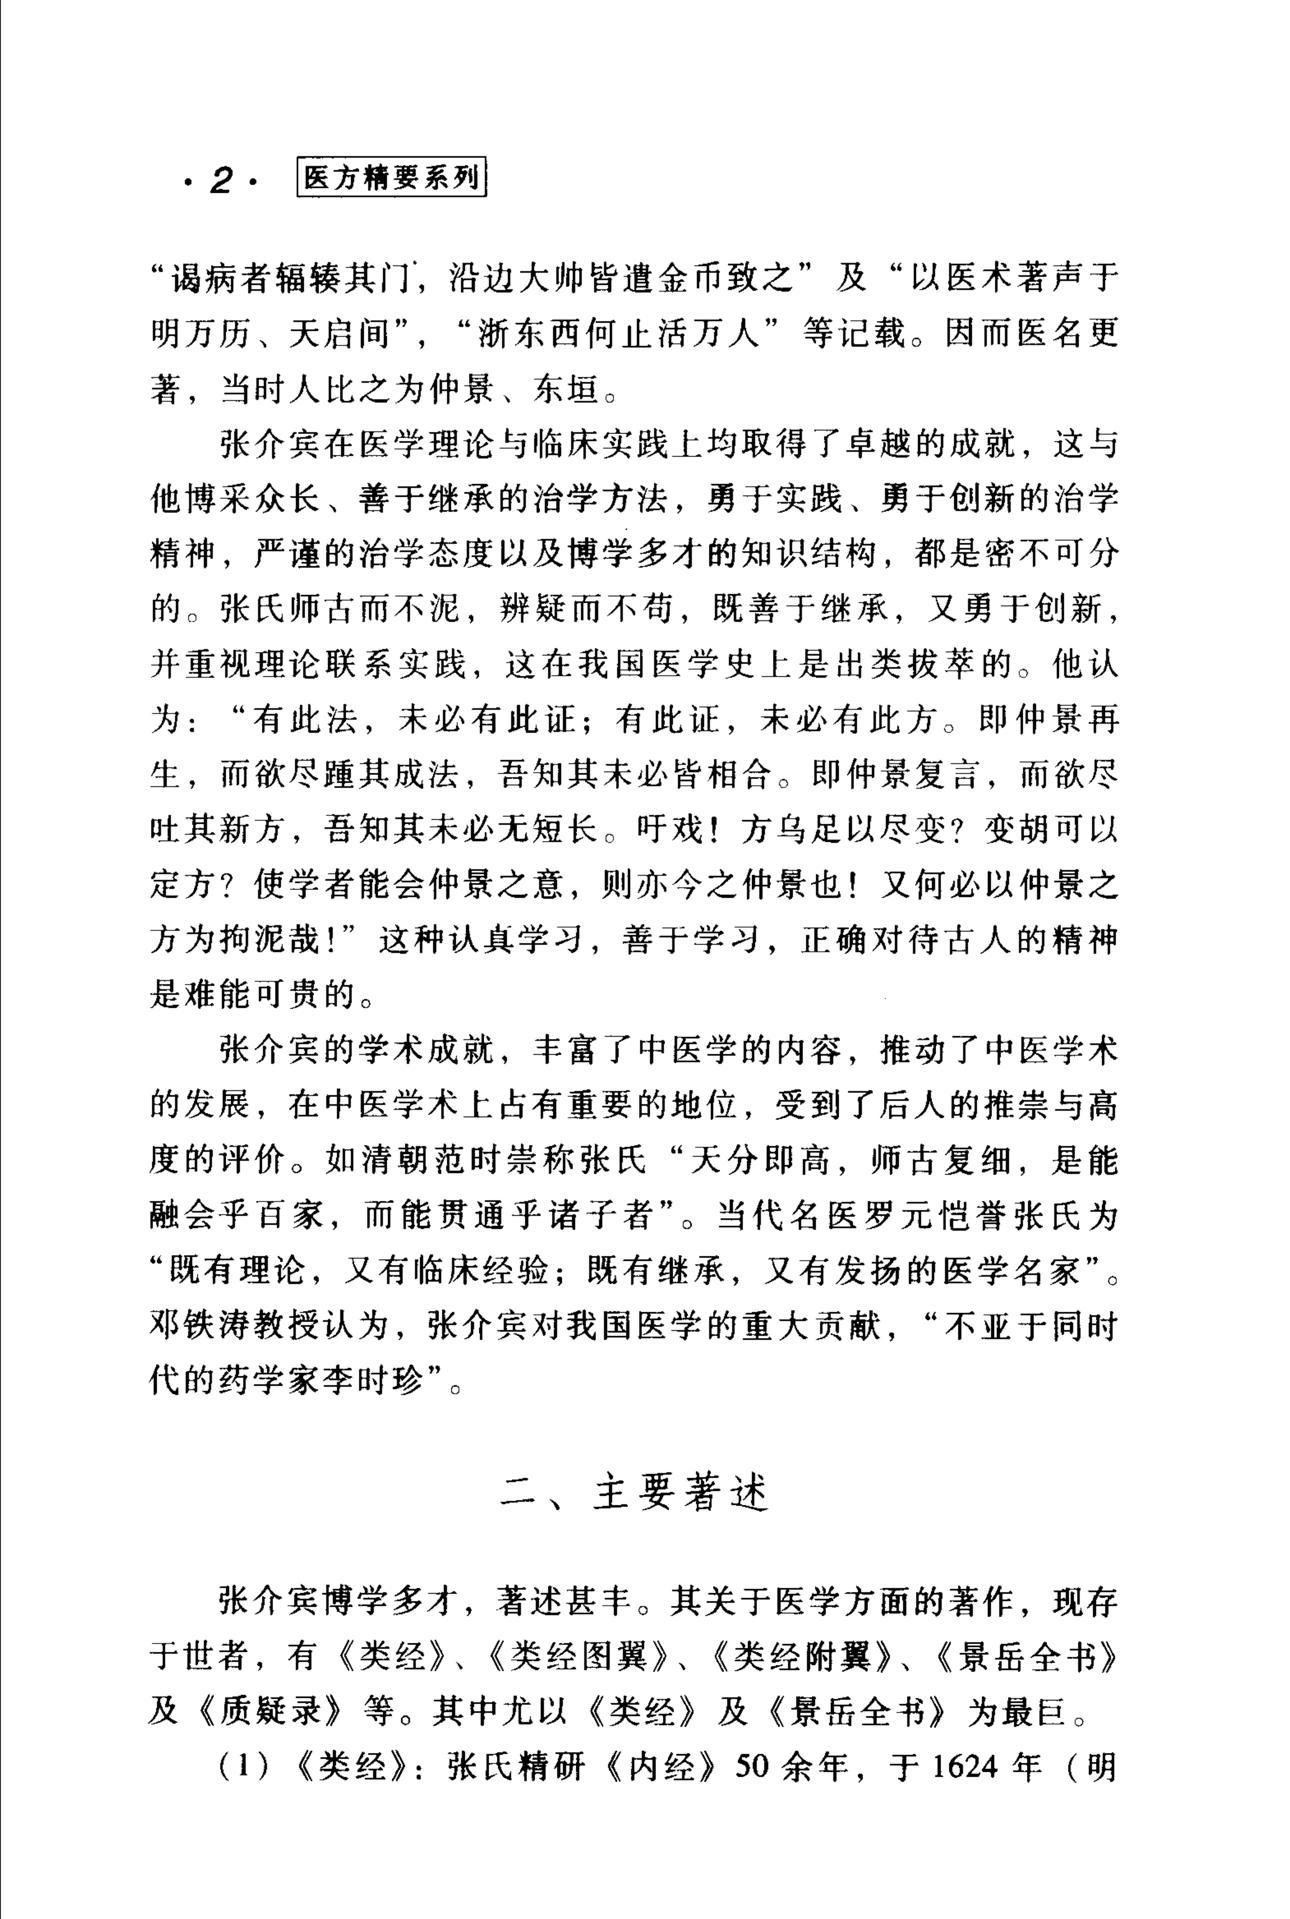 ·2· 医方精要系列
“谒病者辐辏其门，沿边大帅皆遣金币致之” 及 “以医术著声于
明万历、天启间”，“浙东西何止活万人” 等记载。因而医名更
著，当时人比之为仲景、东垣。
张介宾在医学理论与临床实践上均取得了卓越的成就，这与
他博采众长、善于继承的治学方法，勇于实践、勇于创新的治学
精神，严谨的治学态度以及博学多才的知识结构，都是密不可分
的。张氏师古而不泥，辨疑而不苟，既善于继承，又勇于创新，
并重视理论联系实践，这在我国医学史上是出类拔萃的。他认
为：“有此法，未必有此证；有此证，未必有此方。即仲景再
生，而欲尽踵其成法，吾知其未必皆相合。即仲景复言，而欲尽
吐其新方，吾知其未必无短长。吁戏！方乌足以尽变？变胡可以
定方？使学者能会仲景之意，则亦今之仲景也！又何必以仲景之
方为拘泥哉！” 这种认真学习，善于学习，正确对待古人的精神
是难能可贵的。
张介宾的学术成就，丰富了中医学的内容，推动了中医学术
的发展，在中医学术上占有重要的地位，受到了后人的推崇与高
度的评价。如清朝范时崇称张氏 “天分即高，师古复细，是能
融会乎百家，而能贯通乎诸子者”。当代名医罗元恺誉张氏为
“既有理论，又有临床经验；既有继承，又有发扬的医学名家”。
邓铁涛教授认为，张介宾对我国医学的重大贡献，“不亚于同时
代的药学家李时珍”。
二、主要著述
张介宾博学多才，著述甚丰。其关于医学方面的著作，现存
于世者，有《类经》、《类经图翼》、《类经附翼》、《景岳全书》
及《质疑录》等。其中尤以《类经》及《景岳全书》为最巨。
(1)《类经》：张氏精研《内经》50 余年，于 1624 年（明